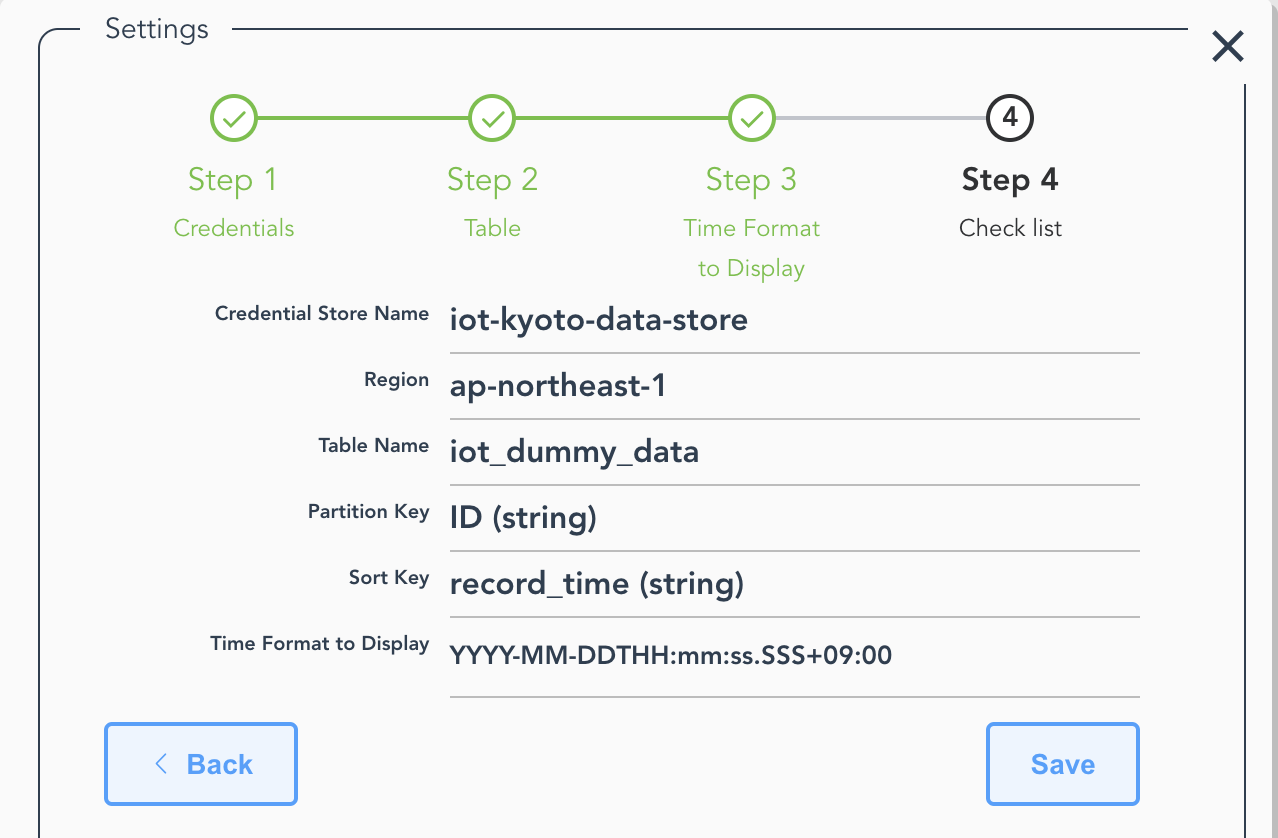 Settings
4
Step 1
Step 2
Step 3
Step 4
Credentials
Table
Time Format
to Display
Check list
Credential Store Name
iot-kyoto-data-store
Region
ap-northeast-1
Table Name
iot_dummy_data
Partition Key
ID (string)
Sort Key
record_time (string)
Time Format to Display
YYYY-MM-DDTHH:mm:ss.SSS+09:00
Back
Save